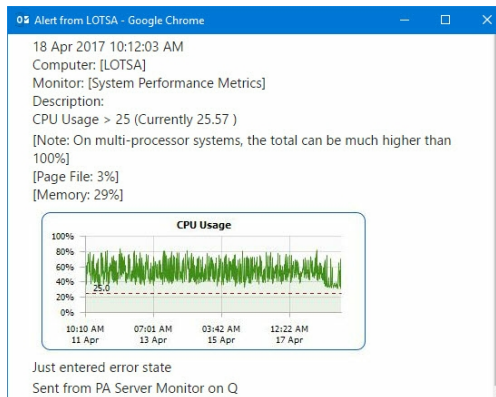 Alert from LOTSA - Google Chrome
18 Apr 2017 10:12:03 AM
Computer: [LOTSA]
Monitor: [System Performance Metrics]
Description:
CPU Usage > 25 (Currently 25.57 )
[Note: On multi-processor systems, the total can be much higher than
100%]
[Page File: 3%]
[Memory: 29%]
CPU Usage
100%
80%
60%
40%
25.0
20%
0%
10:10 AM 07:01 AM 03:42 AM 12:22 AM
11 Apr 13 Apr 15 Apr 17 Apr
Just entered error state
Sent from PA Server Monitor on Q